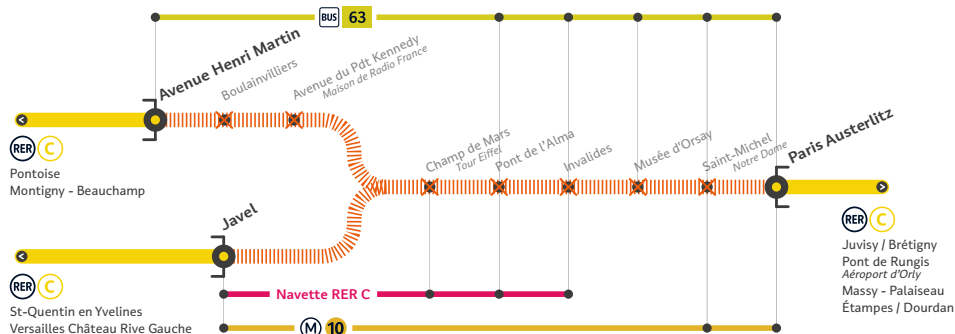 BUS 63
Avenue Henri Martin
Boulainvilliers
Avenue du Pdt Kennedy
Maison de Radio France
RER C
Pontoise
Montigny - Beauchamp
Champ de Mars
Tour Eiffel
Pont de l'Alma
Invalides
Musée d'Orsay
Saint-Michel
Notre Dame
Paris Austerlitz
Javel
RER C
St-Quentin en Yvelines
Versailles Château Rive Gauche
RER C
Juvisy / Brétigny
Pont de Rungis
Aéroport d'Orly
Massy - Palaiseau
Étampes / Dourdan
Navette RER C
M 10